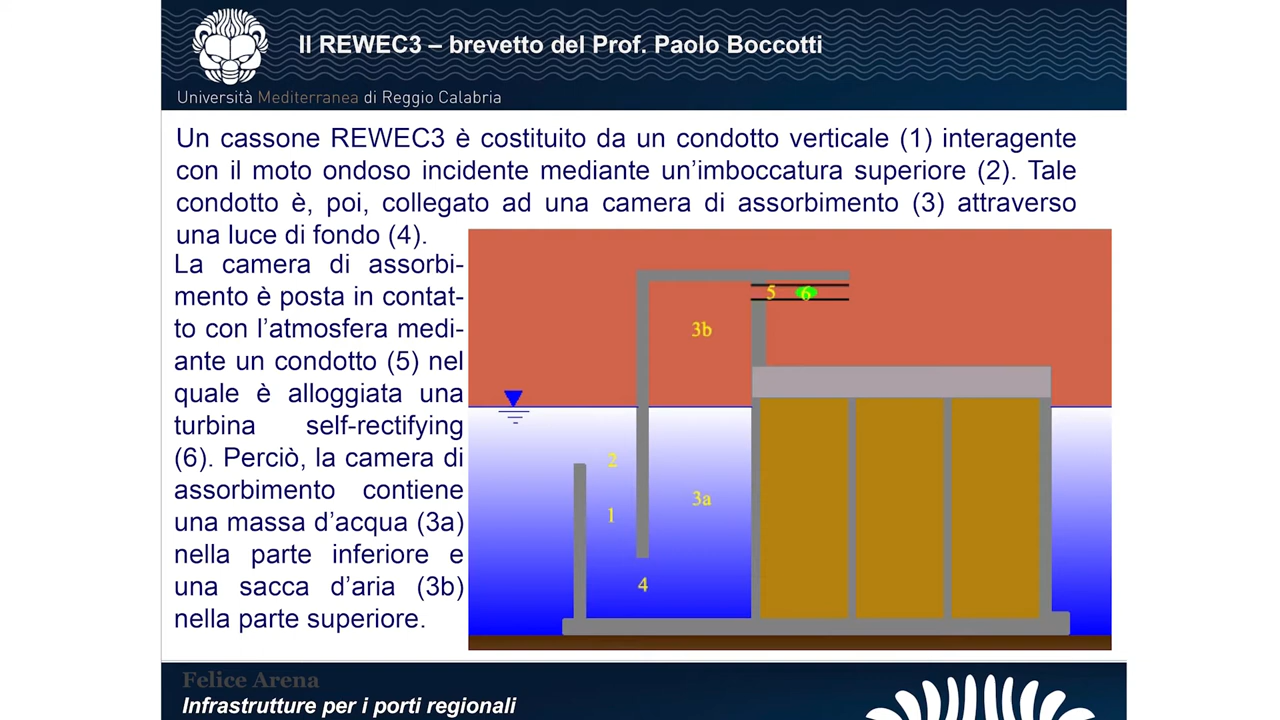 Il REWEC3 – brevetto del Prof. Paolo Boccotti
Università Mediterranea di Reggio Calabria
Un cassone REWEC3 è costituito da un condotto verticale (1) interagente
con il moto ondoso incidente mediante un’imboccatura superiore (2). Tale
condotto è, poi, collegato ad una camera di assorbimento (3) attraverso
una luce di fondo (4).
La camera di assorbi-
mento è posta in contat-
to con l’atmosfera medi-
ante un condotto (5) nel
quale è alloggiata una
turbina self-rectifying
(6). Perciò, la camera di
assorbimento contiene
una massa d’acqua (3a)
nella parte inferiore e
una sacca d’aria (3b)
nella parte superiore.
5 6
3b
2
3a
1
4
Felice Arena
Infrastrutture per i porti regionali